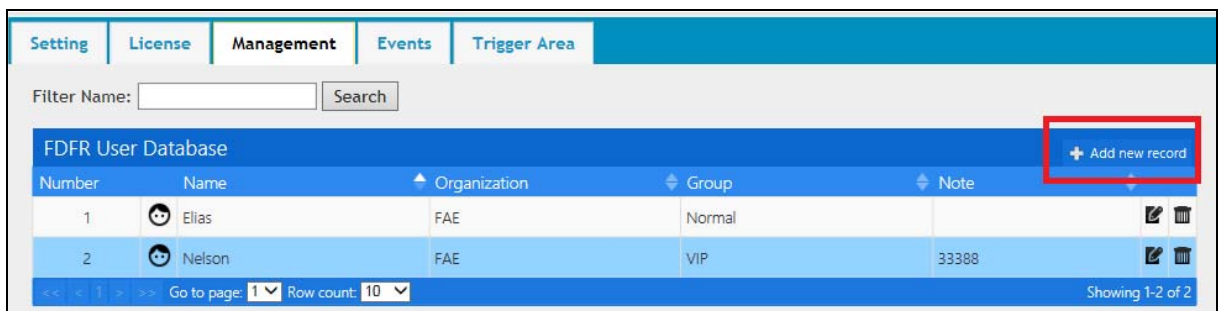 Setting License Management Events Trigger Area
Filter Name: Search
FDFR User Database Add new record
Number Name Organization Group Note
1 Elias FAE Normal
2 Nelson FAE VIP 33388
<< < 1 > >> Go to page: 1 Row count: 10 Showing 1-2 of 2